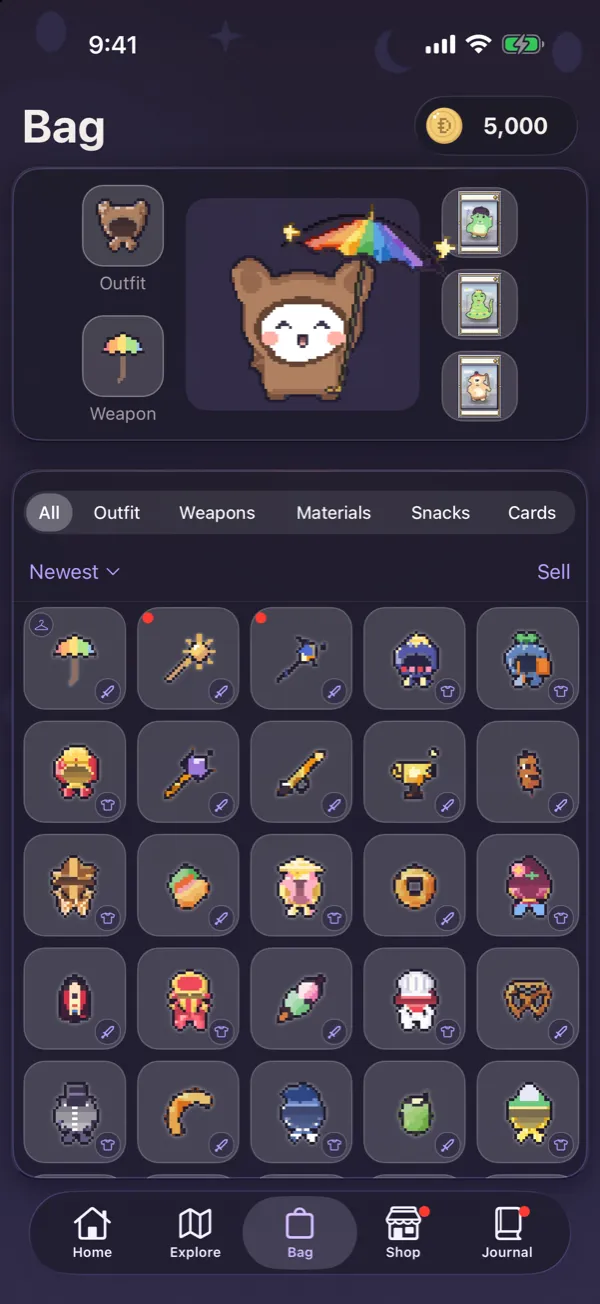 9:41
Bag
5,000
Outfit
Weapon
All Outfit Weapons Materials Snacks Cards
Newest Sell
Home Explore Bag Shop Journal